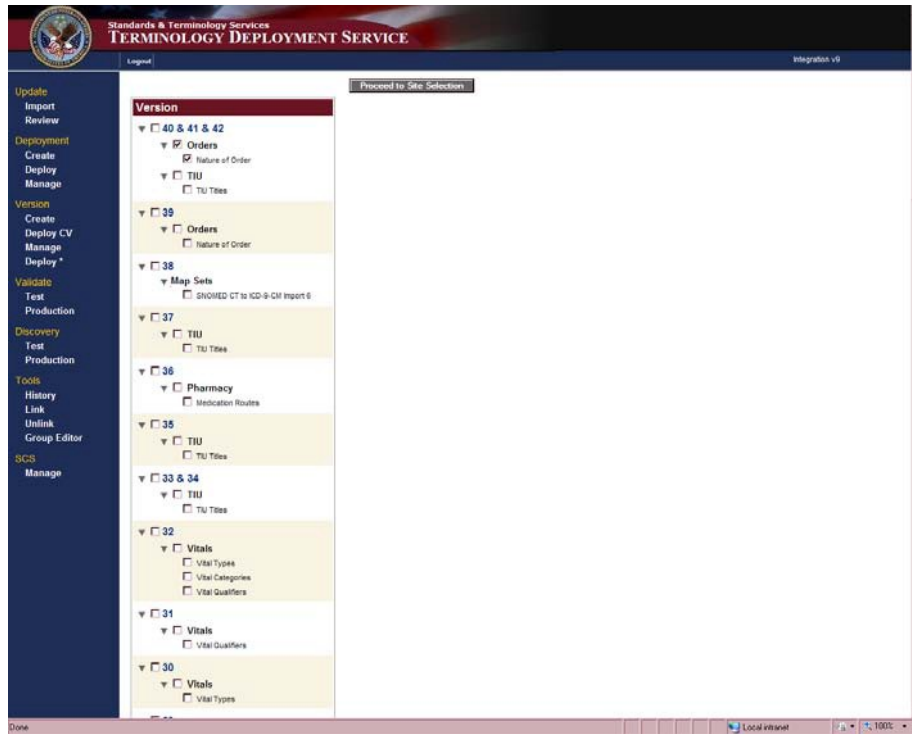 Standards & Terminology Services
TERMINOLOGY DEPLOYMENT SERVICE
Logout
Integration v9
Update
Import
Review
Deployment
Create
Deploy
Manage
Version
Create
Deploy CV
Manage
Deploy *
Validate
Test
Production
Discovery
Test
Production
Tools
History
Link
Unlink
Group Editor
SCS
Manage
Proceed to Site Selection
Version
40 & 41 & 42
Orders
Nature of Order
TIU
TIU Titles
39
Orders
Nature of Order
38
Map Sets
SNOMED CT to ICD-9-CM Import 6
37
TIU
TIU Titles
36
Pharmacy
Medication Routes
35
TIU
TIU Titles
33 & 34
TIU
TIU Titles
32
Vitals
Vital Types
Vital Categories
Vital Qualifiers
31
Vitals
Vital Qualifiers
30
Vitals
Vital Types
Done
Local intranet
100%